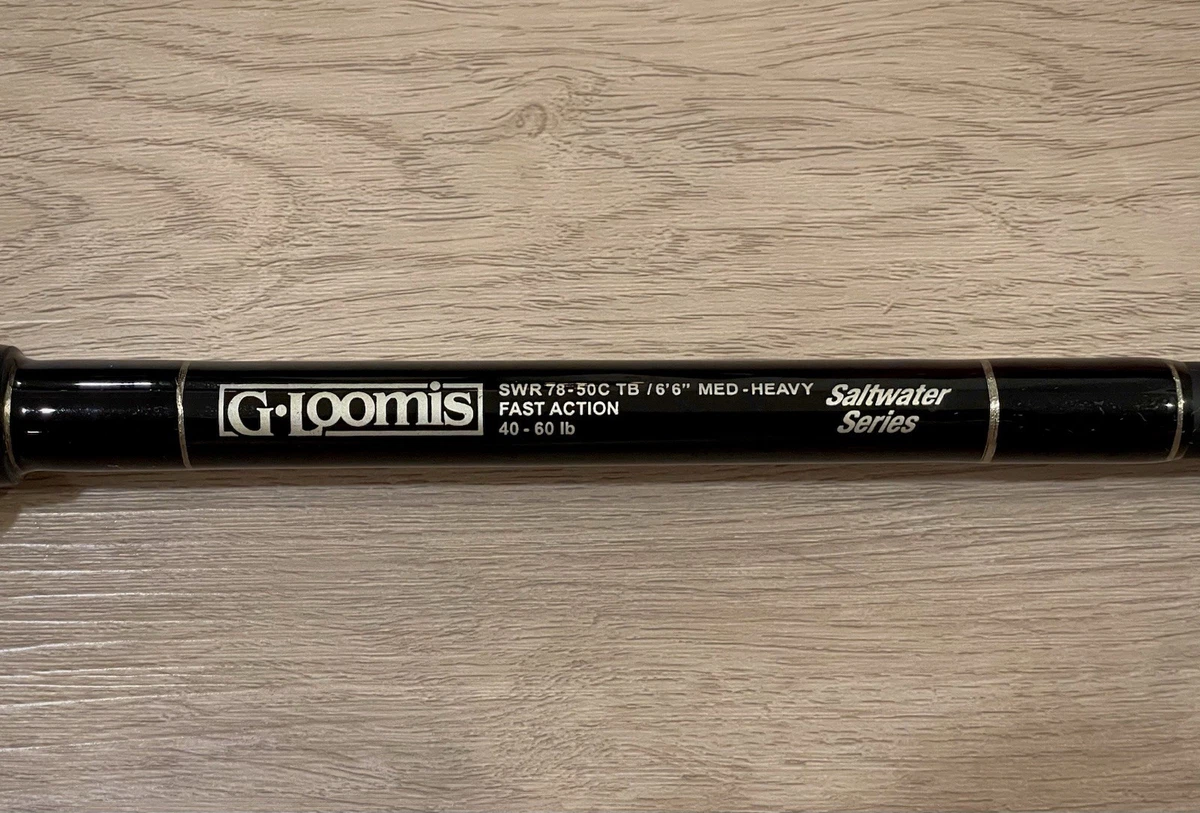 G·Loomis
SWR 78-50C TB / 6'6" MED-HEAVY
FAST ACTION
40-60 lb
Saltwater
Series